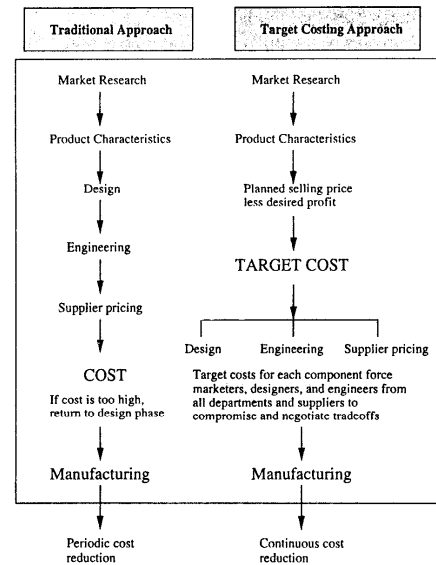 Traditional Approach
Market Research
Product Characteristics
Design
Engineering
Supplier pricing
COST
If cost is too high,
return to design phase
Manufacturing
Periodic cost
reduction
Target Costing Approach
Market Research
Product Characteristics
Planned selling price
less desired profit
TARGET COST
Design Engineering Supplier pricing
Target costs for each component force
marketers, designers, and engineers from
all departments and suppliers to
compromise and negotiate tradeoffs
Manufacturing
Continuous cost
reduction